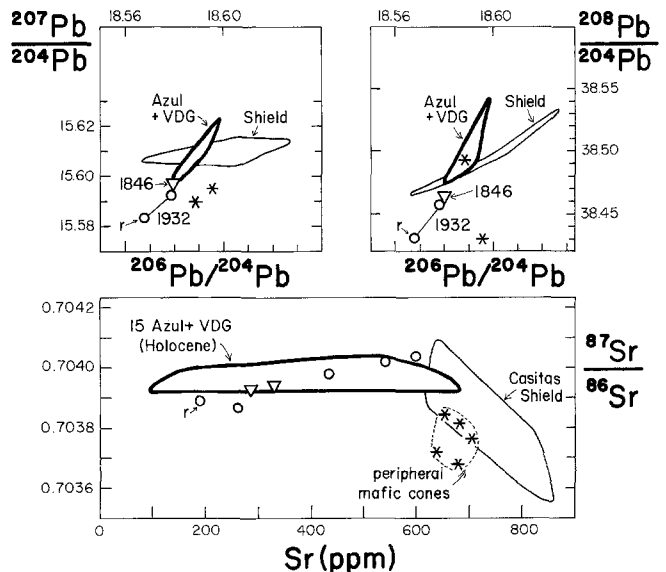 207Pb
204Pb
18.56
18.60
15.62
15.60
15.58
Azul
+ VDG
Shield
1846
1932
r
206Pb/204Pb
18.56
18.60
208Pb
204Pb
38.55
38.50
38.45
Azul
+ VDG
Shield
1846
1932
r
206Pb/204Pb
0.7042
0.7040
0.7038
0.7036
15 Azul + VDG
(Holocene)
r
Casitas
Shield
peripheral
mafic cones
87Sr
86Sr
0
200
400
600
800
Sr (ppm)